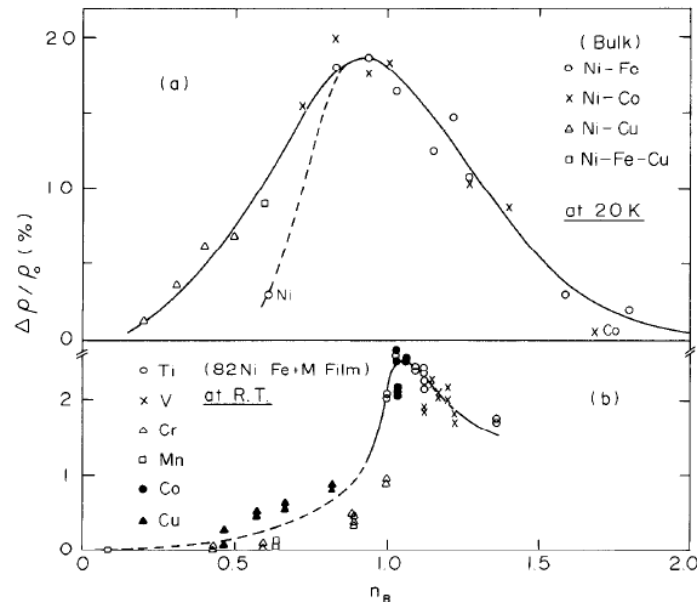 20
(a)
(Bulk)
○ Ni-Fe
× Ni-Co
△ Ni-Cu
□ Ni-Fe-Cu
at 20K
10
Δρ/ρ₀ (%)
Ni
Co
0
○ Ti (82Ni Fe+M Film)
× V at R.T.
(b)
△ Cr
□ Mn
● Co
▲ Cu
2
1
0
0 0.5 1.0 1.5 2.0
n_B